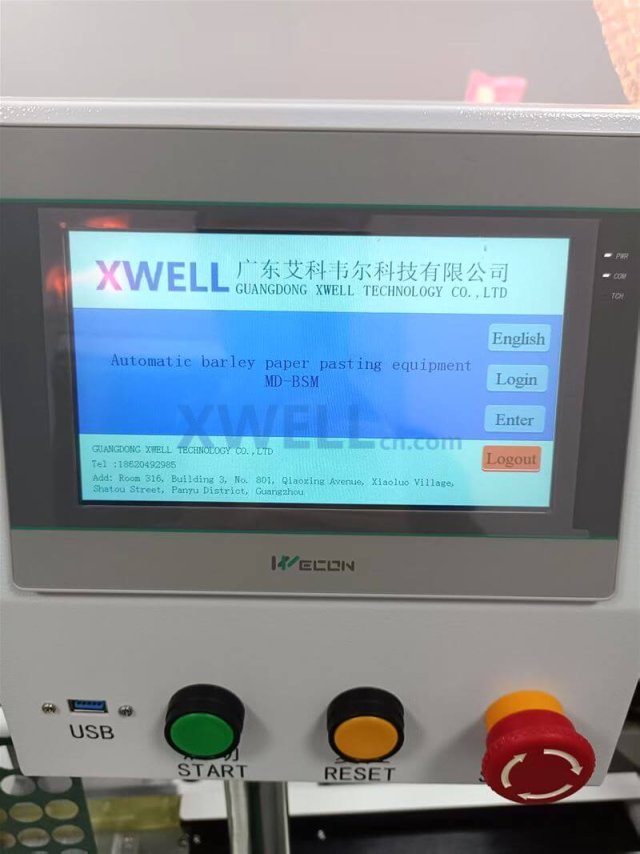 XWELL 广东艾科韦尔科技有限公司
GUANGDONG XWELL TECHNOLOGY CO.,LTD
PWR
COM
TCH
English
Automatic barley paper pasting equipment
MD-BSM
Login
Enter
XWELLcn.com
Logout
GUANGDONG XWELL TECHNOLOGY CO.,LTD
Tel :18620492985
Add: Room 316, Building 3, No. 801, Qiaoxing Avenue, Xiaoluo Village,
Shatou Street, Panyu District, Guangzhou
WECON
USB
START
RESET